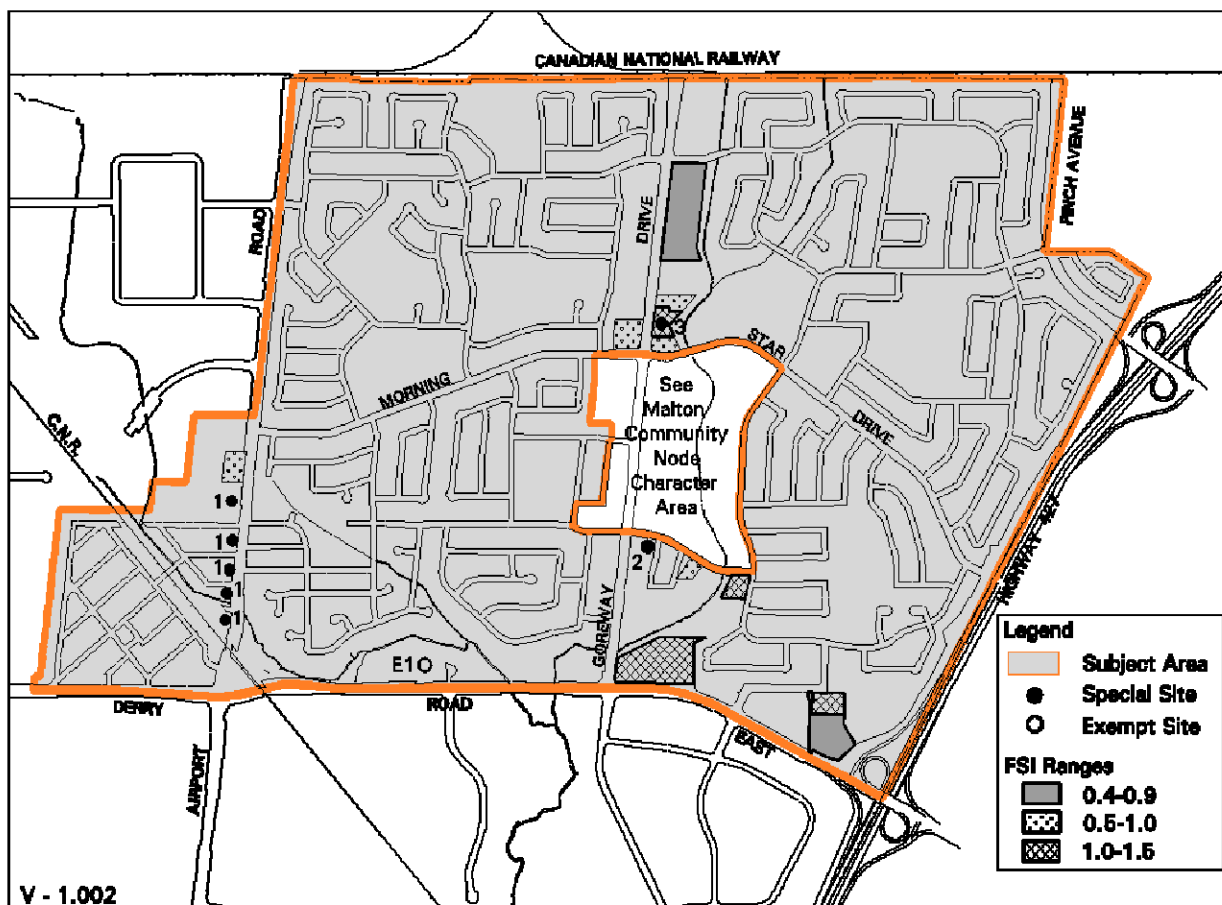 CANADIAN NATIONAL RAILWAY
FINCH AVENUE
ROAD
DRIVE
3
STAR
MORNING
DRIVE
See
Malton
Community
Node
Character
Area
C.N.R.
1
1
1
1
1
2
HIGHWAY 427
GOREWAY
E1
DERRY
ROAD
EAST
AIRPORT
Legend
Subject Area
Special Site
Exempt Site
FSI Ranges
0.4-0.9
0.5-1.0
1.0-1.5
V - 1.002